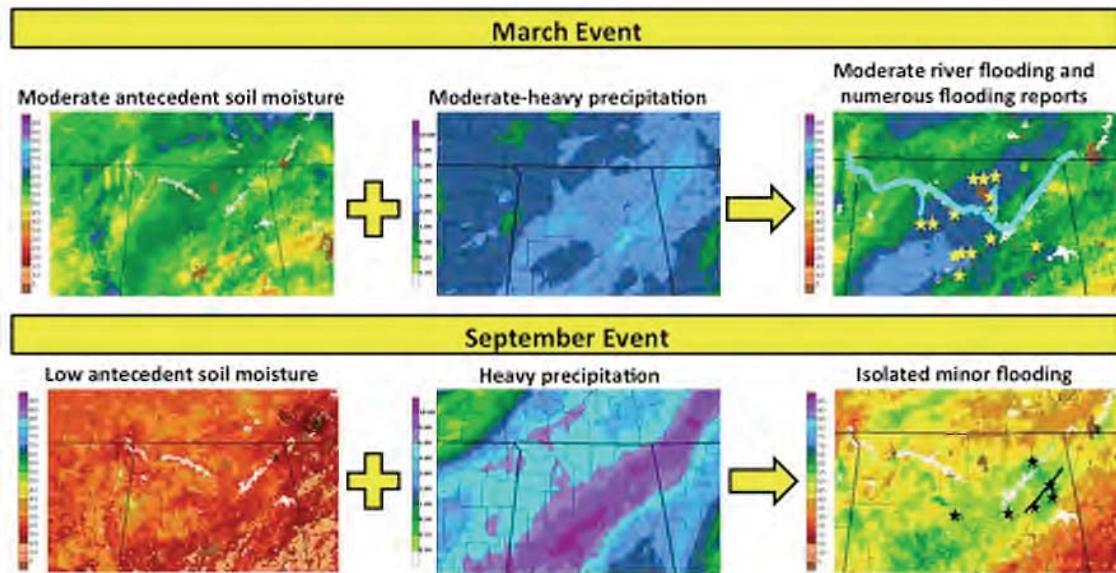 March Event
Moderate antecedent soil moisture
Moderate-heavy precipitation
Moderate river flooding and
numerous flooding reports
September Event
Low antecedent soil moisture
Heavy precipitation
Isolated minor flooding